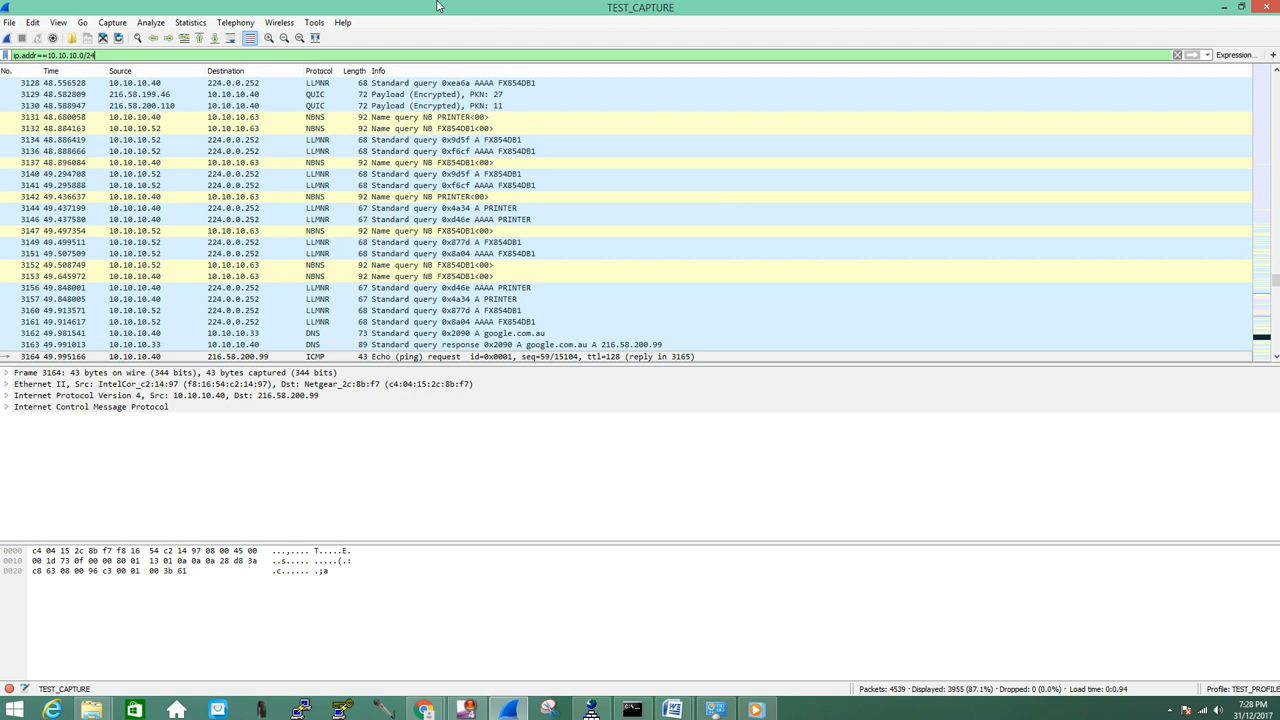 TEST_CAPTURE
File Edit View Go Capture Analyze Statistics Telephony Wireless Tools Help
ip.addr==10.10.10.0/24 Expression... +
No. Time Source Destination Protocol Length Info
3128 48.556528 10.10.10.40 224.0.0.252 LLMNR 68 Standard query 0xea6a AAAA FX854DB1
3129 48.582809 216.58.199.46 10.10.10.40 QUIC 72 Payload (Encrypted), PKN: 27
3130 48.588947 216.58.200.110 10.10.10.40 QUIC 72 Payload (Encrypted), PKN: 11
3131 48.680058 10.10.10.40 10.10.10.63 NBNS 92 Name query NB PRINTER<00>
3132 48.884163 10.10.10.52 10.10.10.63 NBNS 92 Name query NB FX854DB1<00>
3134 48.886419 10.10.10.52 224.0.0.252 LLMNR 68 Standard query 0x9d5f A FX854DB1
3136 48.888666 10.10.10.52 224.0.0.252 LLMNR 68 Standard query 0xf6cf AAAA FX854DB1
3137 48.896084 10.10.10.52 10.10.10.63 NBNS 92 Name query NB FX854DB1<00>
3140 49.294708 10.10.10.52 224.0.0.252 LLMNR 68 Standard query 0x9d5f A FX854DB1
3141 49.295888 10.10.10.52 224.0.0.252 LLMNR 68 Standard query 0xf6cf AAAA FX854DB1
3142 49.436637 10.10.10.40 10.10.10.63 NBNS 92 Name query NB PRINTER<00>
3144 49.437199 10.10.10.40 224.0.0.252 LLMNR 67 Standard query 0x4a34 A PRINTER
3146 49.437580 10.10.10.40 224.0.0.252 LLMNR 67 Standard query 0xd46e AAAA PRINTER
3147 49.497354 10.10.10.52 10.10.10.63 NBNS 92 Name query NB FX854DB1<00>
3149 49.499511 10.10.10.52 224.0.0.252 LLMNR 68 Standard query 0x877d A FX854DB1
3151 49.507509 10.10.10.52 224.0.0.252 LLMNR 68 Standard query 0x8a04 AAAA FX854DB1
3152 49.508749 10.10.10.52 10.10.10.63 NBNS 92 Name query NB FX854DB1<00>
3153 49.645972 10.10.10.40 10.10.10.63 NBNS 92 Name query NB FX854DB1<00>
3156 49.848001 10.10.10.40 224.0.0.252 LLMNR 67 Standard query 0xd46e AAAA PRINTER
3157 49.848005 10.10.10.40 224.0.0.252 LLMNR 67 Standard query 0x4a34 A PRINTER
3160 49.913571 10.10.10.52 224.0.0.252 LLMNR 68 Standard query 0x877d A FX854DB1
3161 49.914617 10.10.10.52 224.0.0.252 LLMNR 68 Standard query 0x8a04 AAAA FX854DB1
3162 49.981541 10.10.10.40 10.10.10.33 DNS 73 Standard query 0x2090 A google.com.au
3163 49.991013 10.10.10.33 10.10.10.40 DNS 89 Standard query response 0x2090 A google.com.au A 216.58.200.99
3164 49.995166 10.10.10.40 216.58.200.99 ICMP 43 Echo (ping) request id=0x0001, seq=59/15104, ttl=128 (reply in 3165)
Frame 3164: 43 bytes on wire (344 bits), 43 bytes captured (344 bits)
Ethernet II, Src: IntelCor_c2:14:97 (f8:16:54:c2:14:97), Dst: Netgear_2c:8b:f7 (c4:04:15:2c:8b:f7)
Internet Protocol Version 4, Src: 10.10.10.40, Dst: 216.58.200.99
Internet Control Message Protocol
0000 c4 04 15 2c 8b f7 f8 16 54 c2 14 97 08 00 45 00 ...,.... T.....E.
0010 00 1d 73 0f 00 00 80 01 13 01 0a 0a 0a 28 d8 3a ..s..... .....(.:
0020 c8 63 08 00 96 c3 00 01 00 3b 61 .c...... .;a
TEST_CAPTURE Packets: 4539 · Displayed: 3955 (87.1%) · Dropped: 0 (0.0%) · Load time: 0:0.94 Profile: TEST_PROFILE
7:28 PM
31/12/2017